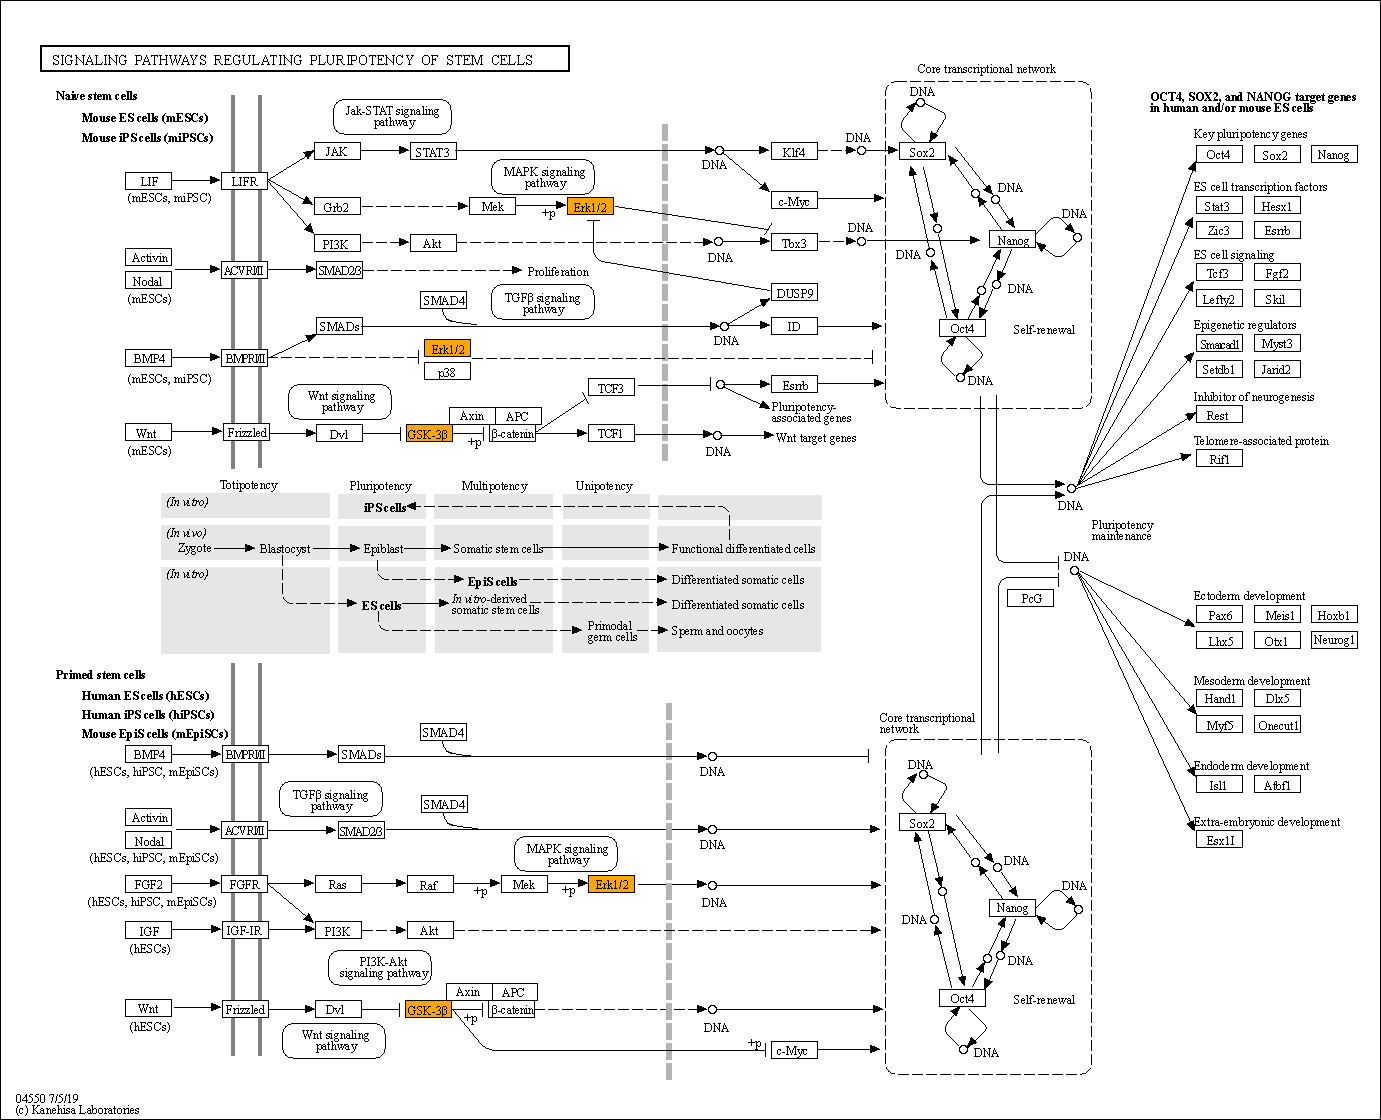 SIGNALING PATHWAYS REGULATING PLURIPOTENCY OF STEM CELLS
Naive stem cells
Mouse ES cells (mESCs)
Mouse iPS cells (miPSCs)
Jak-STAT signaling
pathway
JAK
STAT3
DNA
Klf4
DNA
LIF
(mESCs, miPSC)
LIFR
MAPK signaling
pathway
Grb2
Mek
+p
Erk1/2
c-Myc
PI3K
Akt
DNA
Tbx3
DNA
Activin
Nodal
(mESCs)
ACVRI/II
SMAD2/3
Proliferation
SMAD4
TGFβ signaling
pathway
DUSP9
SMADs
DNA
ID
BMP4
(mESCs, miPSC)
BMPRI/II
Erk1/2
p38
Wnt signaling
pathway
TCF3
Esrrb
Pluripotency-
associated genes
Axin
APC
Wnt
(mESCs)
Frizzled
Dvl
GSK-3β
+p
β-catenin
TCF1
DNA
Wnt target genes
Core transcriptional network
DNA
Sox2
DNA
DNA
Nanog
DNA
Oct4
Self-renewal
DNA
OCT4, SOX2, and NANOG target genes
in human and/or mouse ES cells
Key pluripotency genes
Oct4
Sox2
Nanog
ES cell transcription factors
Stat3
Hesx1
Zic3
Esrrb
ES cell signaling
Tcf3
Fgf2
Lefty2
Skil
Epigenetic regulators
Smarcad1
Myst3
Setdb1
Jarid2
Inhibitor of neurogenesis
Rest
Telomere-associated protein
Rif1
DNA
Pluripotency
maintenance
DNA
PcG
Ectoderm development
Pax6
Meis1
Hoxb1
Lhx5
Otx1
Neurog1
Mesoderm development
Hand1
Dlx5
Myf5
Onecut1
Endoderm development
Isl1
Atbf1
Extra-embryonic development
Esx1l
Totipotency
Pluripotency
Multipotency
Unipotency
(In vitro)
iPS cells
(In vivo)
Zygote
Blastocyst
Epiblast
Somatic stem cells
Functional differentiated cells
(In vitro)
EpiS cells
Differentiated somatic cells
ES cells
In vitro-derived
somatic stem cells
Differentiated somatic cells
Primodal
germ cells
Sperm and oocytes
Primed stem cells
Human ES cells (hESCs)
Human iPS cells (hiPSCs)
Mouse EpiS cells (mEpiSCs)
BMP4
(hESCs, hiPSC, mEpiSCs)
BMPRI/II
SMADs
SMAD4
DNA
TGFβ signaling
pathway
Activin
Nodal
(hESCs, hiPSC, mEpiSCs)
ACVRI/II
SMAD2/3
SMAD4
DNA
MAPK signaling
pathway
FGF2
(hESCs, hiPSC, mEpiSCs)
FGFR
Ras
Raf
+p
Mek
+p
Erk1/2
DNA
IGF
(hESCs)
IGF-IR
PI3K
Akt
PI3K-Akt
signaling pathway
Axin
APC
Wnt
(hESCs)
Frizzled
Dvl
GSK-3β
+p
β-catenin
DNA
Wnt signaling
pathway
+p
c-Myc
Core transcriptional
network
DNA
Sox2
DNA
DNA
Nanog
DNA
DNA
Oct4
Self-renewal
DNA
04550 7/5/19
(c) Kanehisa Laboratories